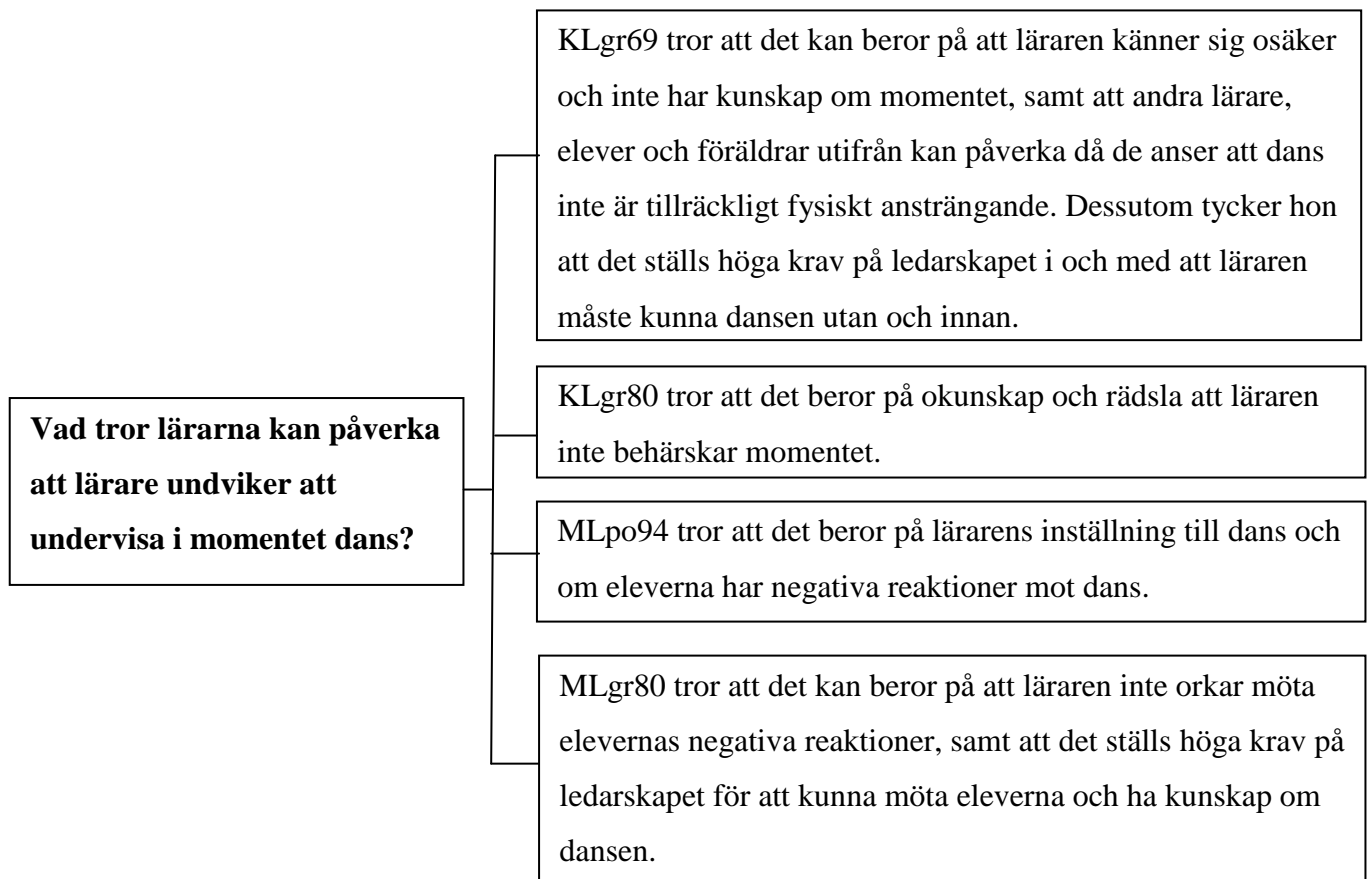 Vad tror lärarna kan påverka
att lärare undviker att
undervisa i momentet dans?
KLgr69 tror att det kan beror på att läraren känner sig osäker
och inte har kunskap om momentet, samt att andra lärare,
elever och föräldrar utifrån kan påverka då de anser att dans
inte är tillräckligt fysiskt ansträngande. Dessutom tycker hon
att det ställs höga krav på ledarskapet i och med att läraren
måste kunna dansen utan och innan.
KLgr80 tror att det beror på okunskap och rädsla att läraren
inte behärskar momentet.
MLpo94 tror att det beror på lärarens inställning till dans och
om eleverna har negativa reaktioner mot dans.
MLgr80 tror att det kan beror på att läraren inte orkar möta
elevernas negativa reaktioner, samt att det ställs höga krav på
ledarskapet för att kunna möta eleverna och ha kunskap om
dansen.